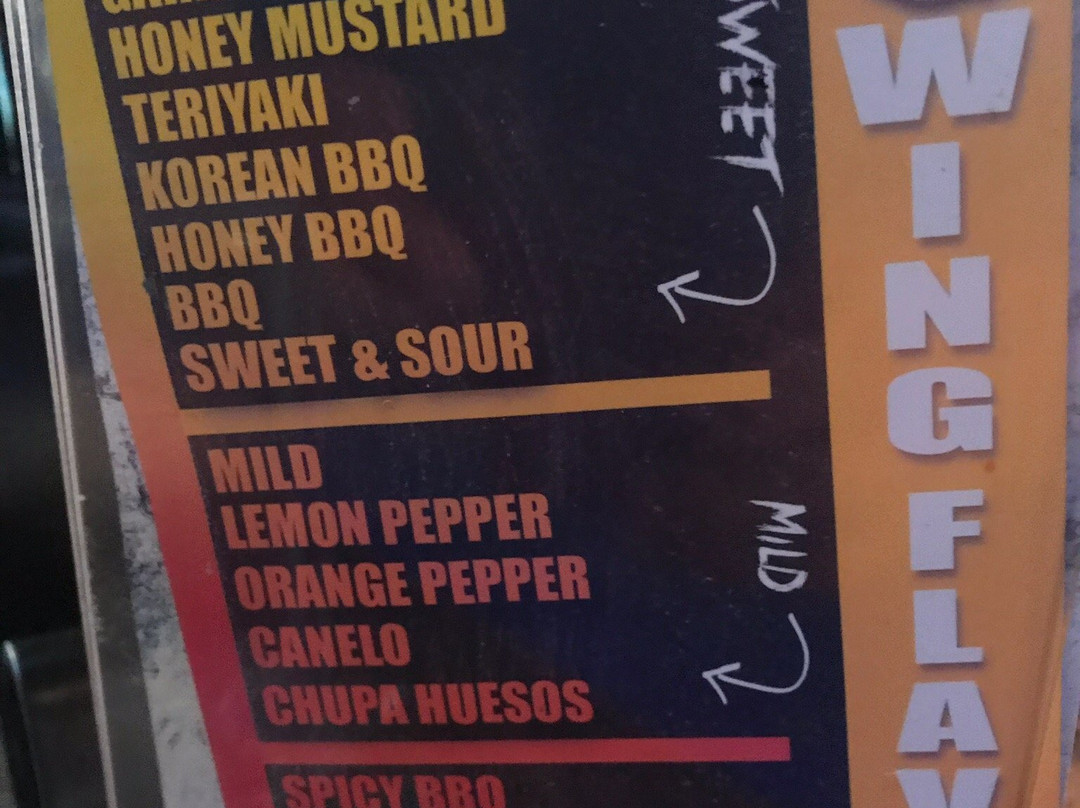 HONEY MUSTARD
TERIYAKI
KOREAN BBQ
HONEY BBQ
BBQ
SWEET & SOUR
SWEET
MILD
LEMON PEPPER
ORANGE PEPPER
CANELO
CHUPA HUESOS
MILD
SPICY BBQ
WING FLAV